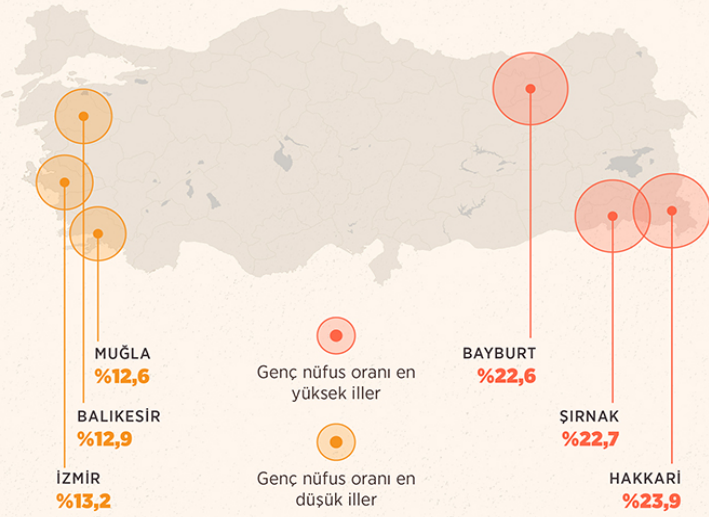 MUĞLA
%12,6
BALIKESİR
%12,9
İZMİR
%13,2
Genç nüfus oranı en
yüksek iller
Genç nüfus oranı en
düşük iller
BAYBURT
%22,6
ŞIRNAK
%22,7
HAKKARİ
%23,9